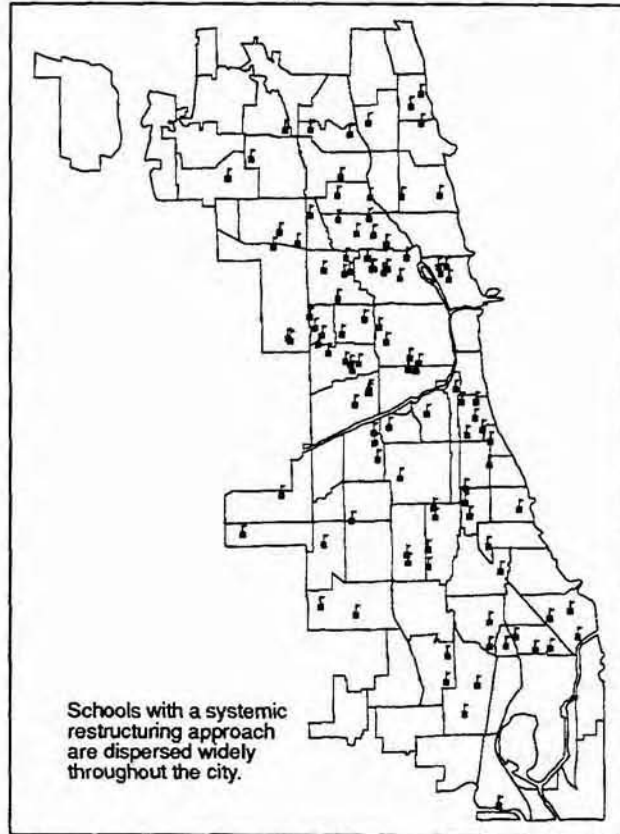 Schools with a systemic
restructuring approach
are dispersed widely
throughout the city.